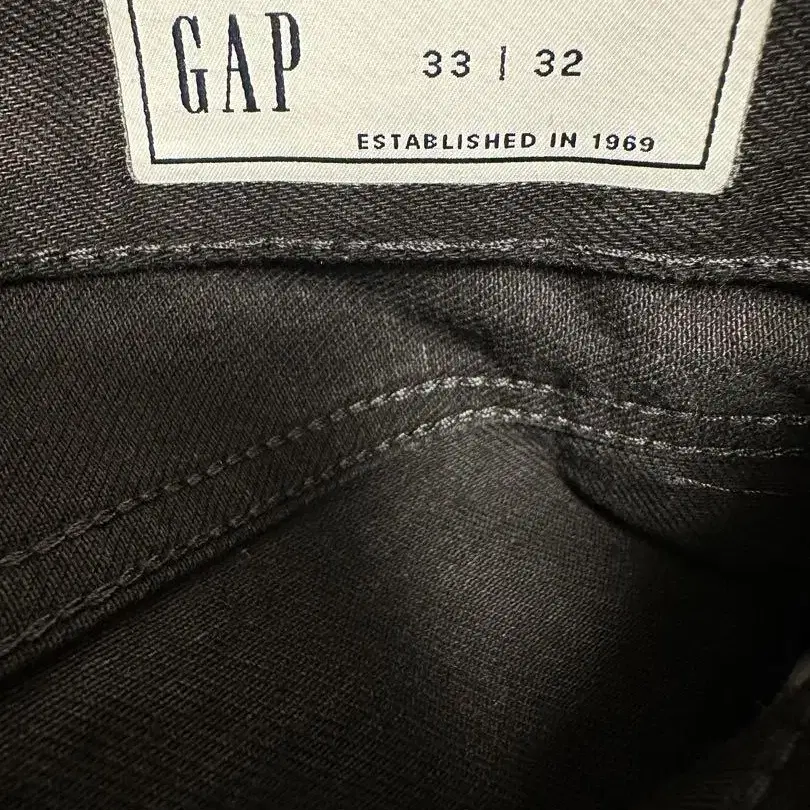 GAP 33 | 32
ESTABLISHED IN 1969